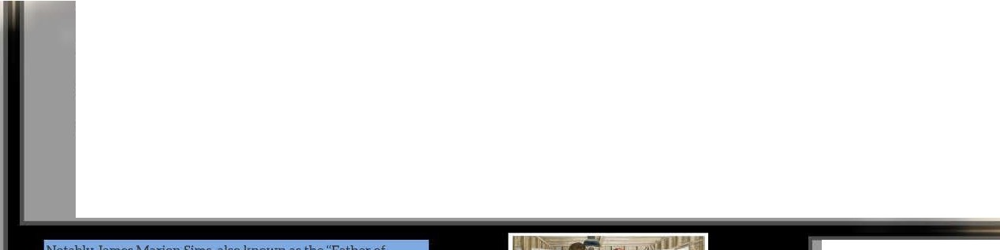 Notably, James Marion Sims, also known as the “Father of